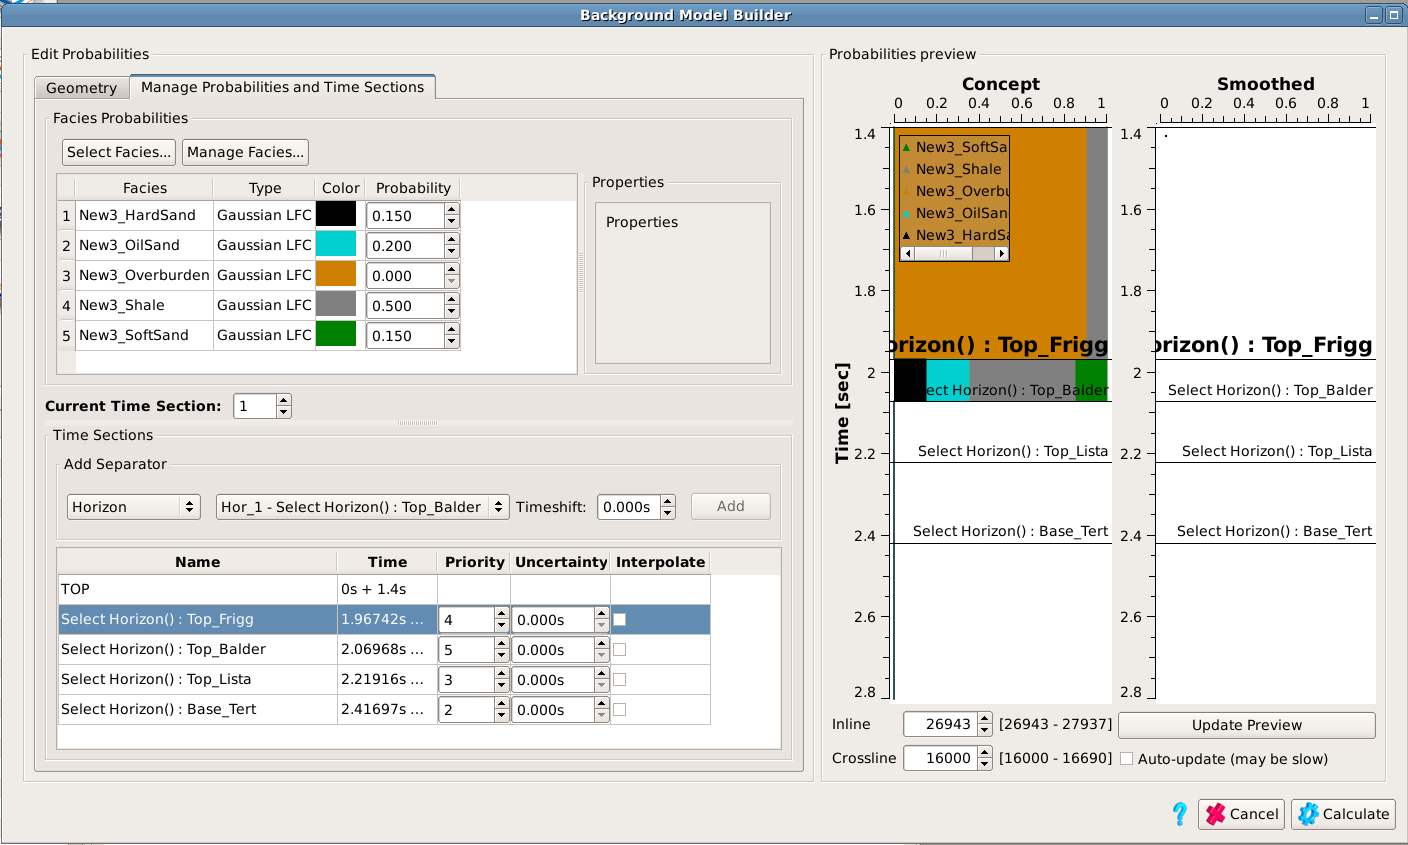 Background Model Builder
Edit Probabilities
Geometry
Manage Probabilities and Time Sections
Facies Probabilities
Select Facies...
Manage Facies...
Facies Type Color Probability
1 New3_HardSand Gaussian LFC 0.150
2 New3_OilSand Gaussian LFC 0.200
3 New3_Overburden Gaussian LFC 0.000
4 New3_Shale Gaussian LFC 0.500
5 New3_SoftSand Gaussian LFC 0.150
Properties
Properties
Current Time Section: 1
Time Sections
Add Separator
Horizon Hor_1 - Select Horizon() : Top_Balder Timeshift: 0.000s Add
Name Time Priority Uncertainty Interpolate
TOP 0s + 1.4s
Select Horizon() : Top_Frigg 1.96742s ... 4 0.000s
Select Horizon() : Top_Balder 2.06968s ... 5 0.000s
Select Horizon() : Top_Lista 2.21916s ... 3 0.000s
Select Horizon() : Base_Tert 2.41697s ... 2 0.000s
Probabilities preview
Concept
0 0.2 0.4 0.6 0.8 1
Time [sec]
1.4
1.6
1.8
2
2.2
2.4
2.6
2.8
New3_SoftSa
New3_Shale
New3_Overbu
New3_OilSan
New3_HardSa
orizon() : Top_Frigg
ect Horizon() : Top_Balder
Select Horizon() : Top_Lista
Select Horizon() : Base_Tert
Smoothed
0 0.2 0.4 0.6 0.8 1
1.4
1.6
1.8
2
2.2
2.4
2.6
2.8
orizon() : Top_Frigg
Select Horizon() : Top_Balder
Select Horizon() : Top_Lista
Select Horizon() : Base_Tert
Inline 26943 [26943 - 27937] Update Preview
Crossline 16000 [16000 - 16690] Auto-update (may be slow)
? Cancel Calculate